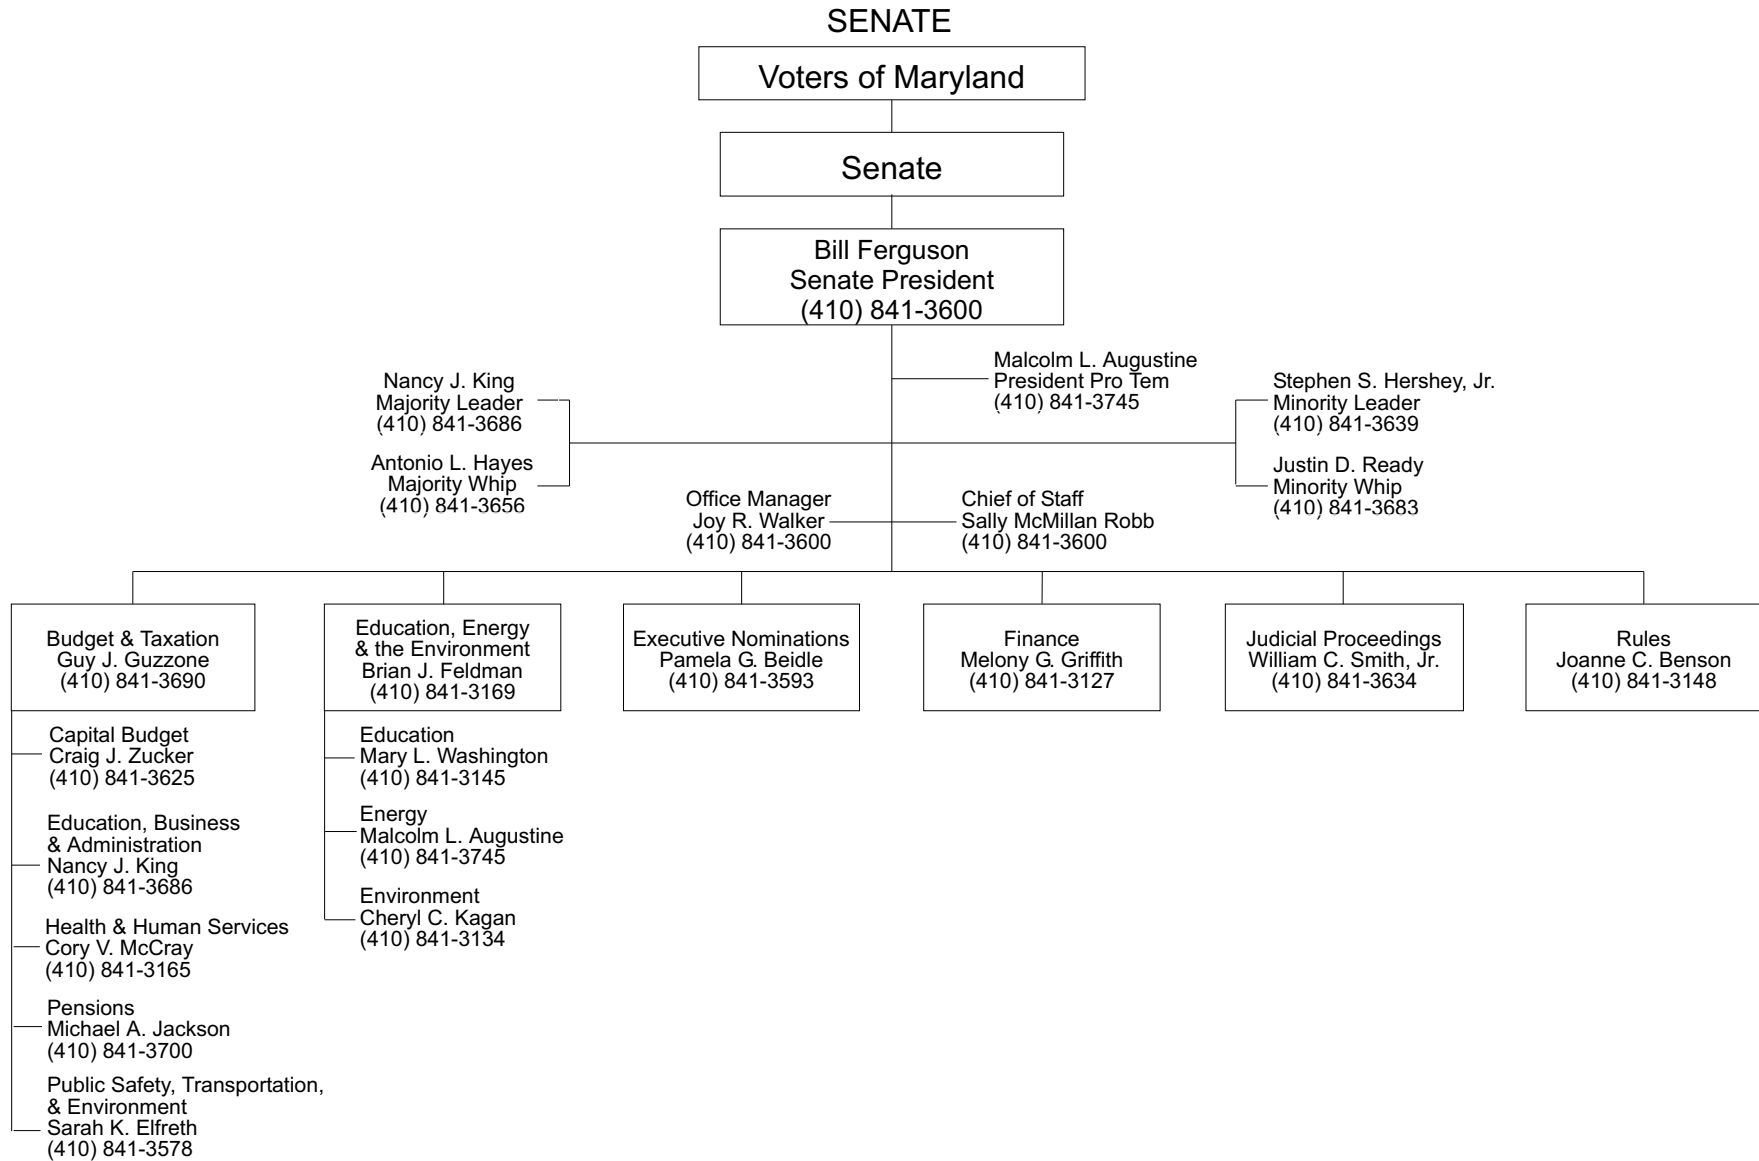 SENATE
Voters of Maryland
Senate
Bill Ferguson
Senate President
(410) 841-3600
Malcolm L. Augustine
President Pro Tem
(410) 841-3745
Nancy J. King
Majority Leader
(410) 841-3686
Antonio L. Hayes
Majority Whip
(410) 841-3656
Stephen S. Hershey, Jr.
Minority Leader
(410) 841-3639
Justin D. Ready
Minority Whip
(410) 841-3683
Office Manager
Joy R. Walker
(410) 841-3600
Chief of Staff
Sally McMillan Robb
(410) 841-3600
Budget & Taxation
Guy J. Guzzone
(410) 841-3690
Capital Budget
Craig J. Zucker
(410) 841-3625
Education, Business
& Administration
Nancy J. King
(410) 841-3686
Health & Human Services
Cory V. McCray
(410) 841-3165
Pensions
Michael A. Jackson
(410) 841-3700
Public Safety, Transportation,
& Environment
Sarah K. Elfreth
(410) 841-3578
Education, Energy
& the Environment
Brian J. Feldman
(410) 841-3169
Education
Mary L. Washington
(410) 841-3145
Energy
Malcolm L. Augustine
(410) 841-3745
Environment
Cheryl C. Kagan
(410) 841-3134
Executive Nominations
Pamela G. Beidle
(410) 841-3593
Finance
Melony G. Griffith
(410) 841-3127
Judicial Proceedings
William C. Smith, Jr.
(410) 841-3634
Rules
Joanne C. Benson
(410) 841-3148